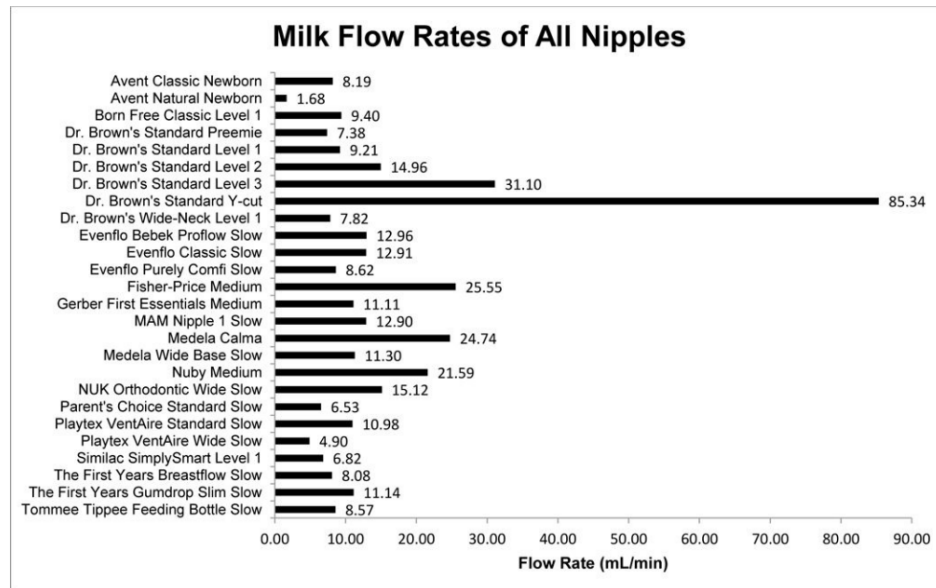 Milk Flow Rates of All Nipples
Avent Classic Newborn 8.19
Avent Natural Newborn 1.68
Born Free Classic Level 1 9.40
Dr. Brown's Standard Preemie 7.38
Dr. Brown's Standard Level 1 9.21
Dr. Brown's Standard Level 2 14.96
Dr. Brown's Standard Level 3 31.10
Dr. Brown's Standard Y-cut 85.34
Dr. Brown's Wide-Neck Level 1 7.82
Evenflo Bebek Proflow Slow 12.96
Evenflo Classic Slow 12.91
Evenflo Purely Comfi Slow 8.62
Fisher-Price Medium 25.55
Gerber First Essentials Medium 11.11
MAM Nipple 1 Slow 12.90
Medela Calma 24.74
Medela Wide Base Slow 11.30
Nuby Medium 21.59
NUK Orthodontic Wide Slow 15.12
Parent's Choice Standard Slow 6.53
Playtex VentAire Standard Slow 10.98
Playtex VentAire Wide Slow 4.90
Similac SimplySmart Level 1 6.82
The First Years Breastflow Slow 8.08
The First Years Gumdrop Slim Slow 11.14
Tommee Tippee Feeding Bottle Slow 8.57
0.00 10.00 20.00 30.00 40.00 50.00 60.00 70.00 80.00 90.00
Flow Rate (mL/min)